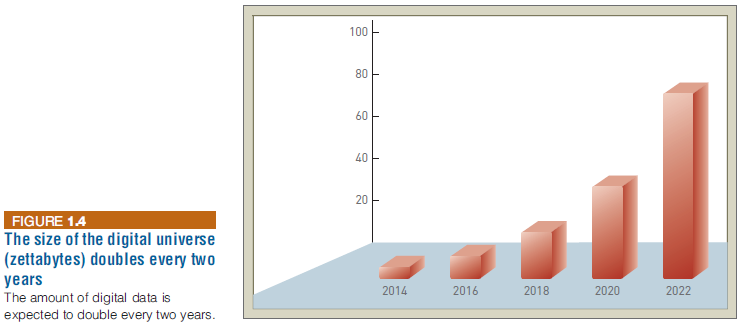 FIGURE 1.4
The size of the digital universe
(zettabytes) doubles every two
years
The amount of digital data is
expected to double every two years.
100
80
60
40
20
2014 2016 2018 2020 2022